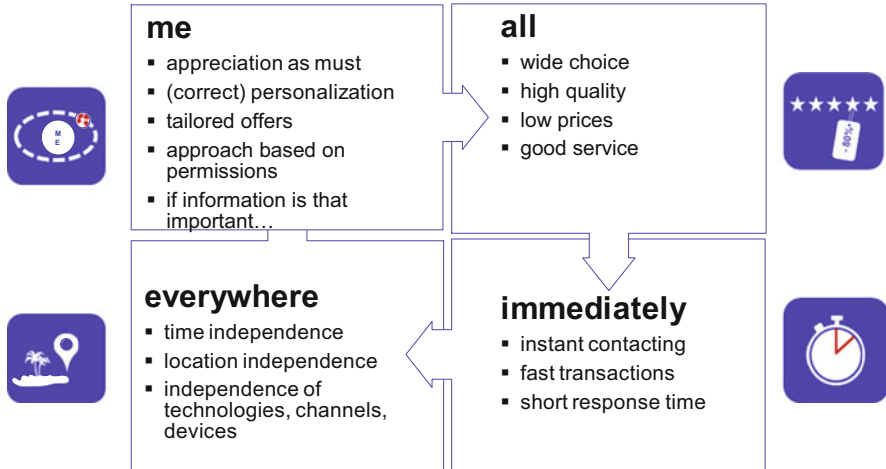 me
▪ appreciation as must
▪ (correct) personalization
▪ tailored offers
▪ approach based on
permissions
▪ if information is that
important…
all
▪ wide choice
▪ high quality
▪ low prices
▪ good service
M
E
-80%*
everywhere
▪ time independence
▪ location independence
▪ independence of
technologies, channels,
devices
immediately
▪ instant contacting
▪ fast transactions
▪ short response time